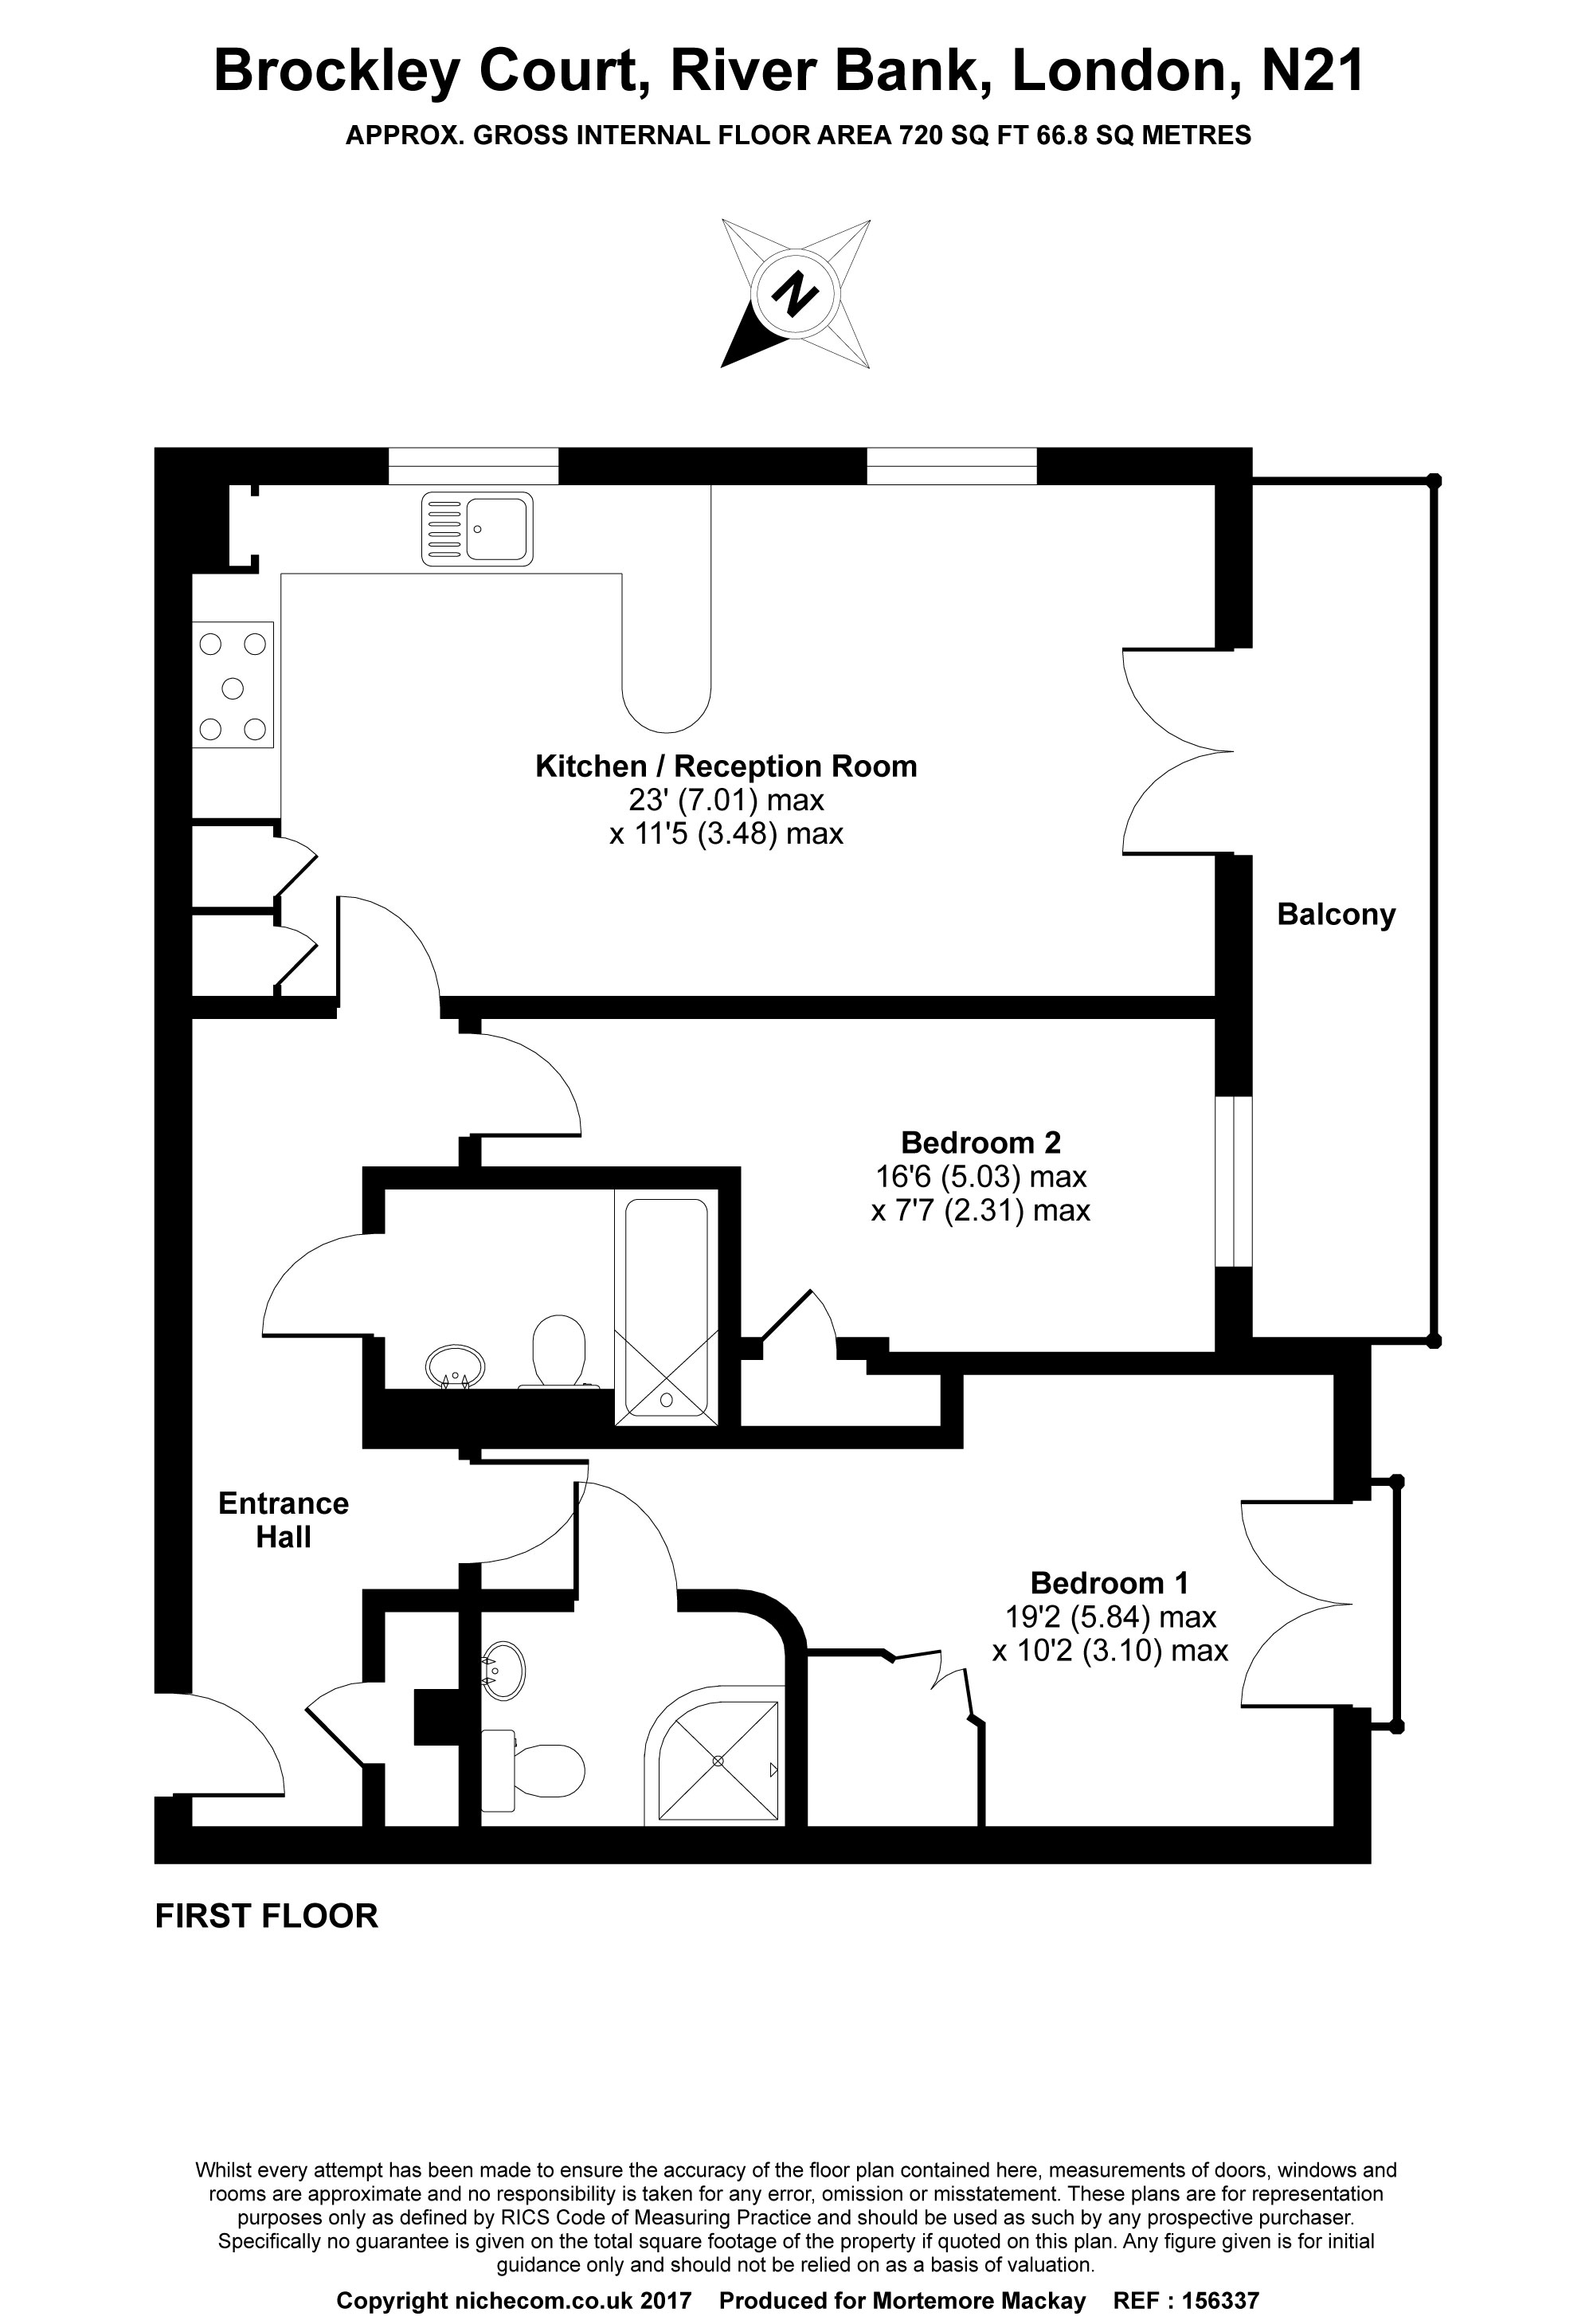 Brockley Court, River Bank, London, N21
APPROX. GROSS INTERNAL FLOOR AREA 720 SQ FT 66.8 SQ METRES
N
Kitchen / Reception Room
23' (7.01) max
x 11'5 (3.48) max
Balcony
Bedroom 2
16'6 (5.03) max
x 7'7 (2.31) max
Entrance
Hall
Bedroom 1
19'2 (5.84) max
x 10'2 (3.10) max
FIRST FLOOR
Whilst every attempt has been made to ensure the accuracy of the floor plan contained here, measurements of doors, windows and
rooms are approximate and no responsibility is taken for any error, omission or misstatement. These plans are for representation
purposes only as defined by RICS Code of Measuring Practice and should be used as such by any prospective purchaser.
Specifically no guarantee is given on the total square footage of the property if quoted on this plan. Any figure given is for initial
guidance only and should not be relied on as a basis of valuation.
Copyright nichecom.co.uk 2017 Produced for Mortemore Mackay REF : 156337